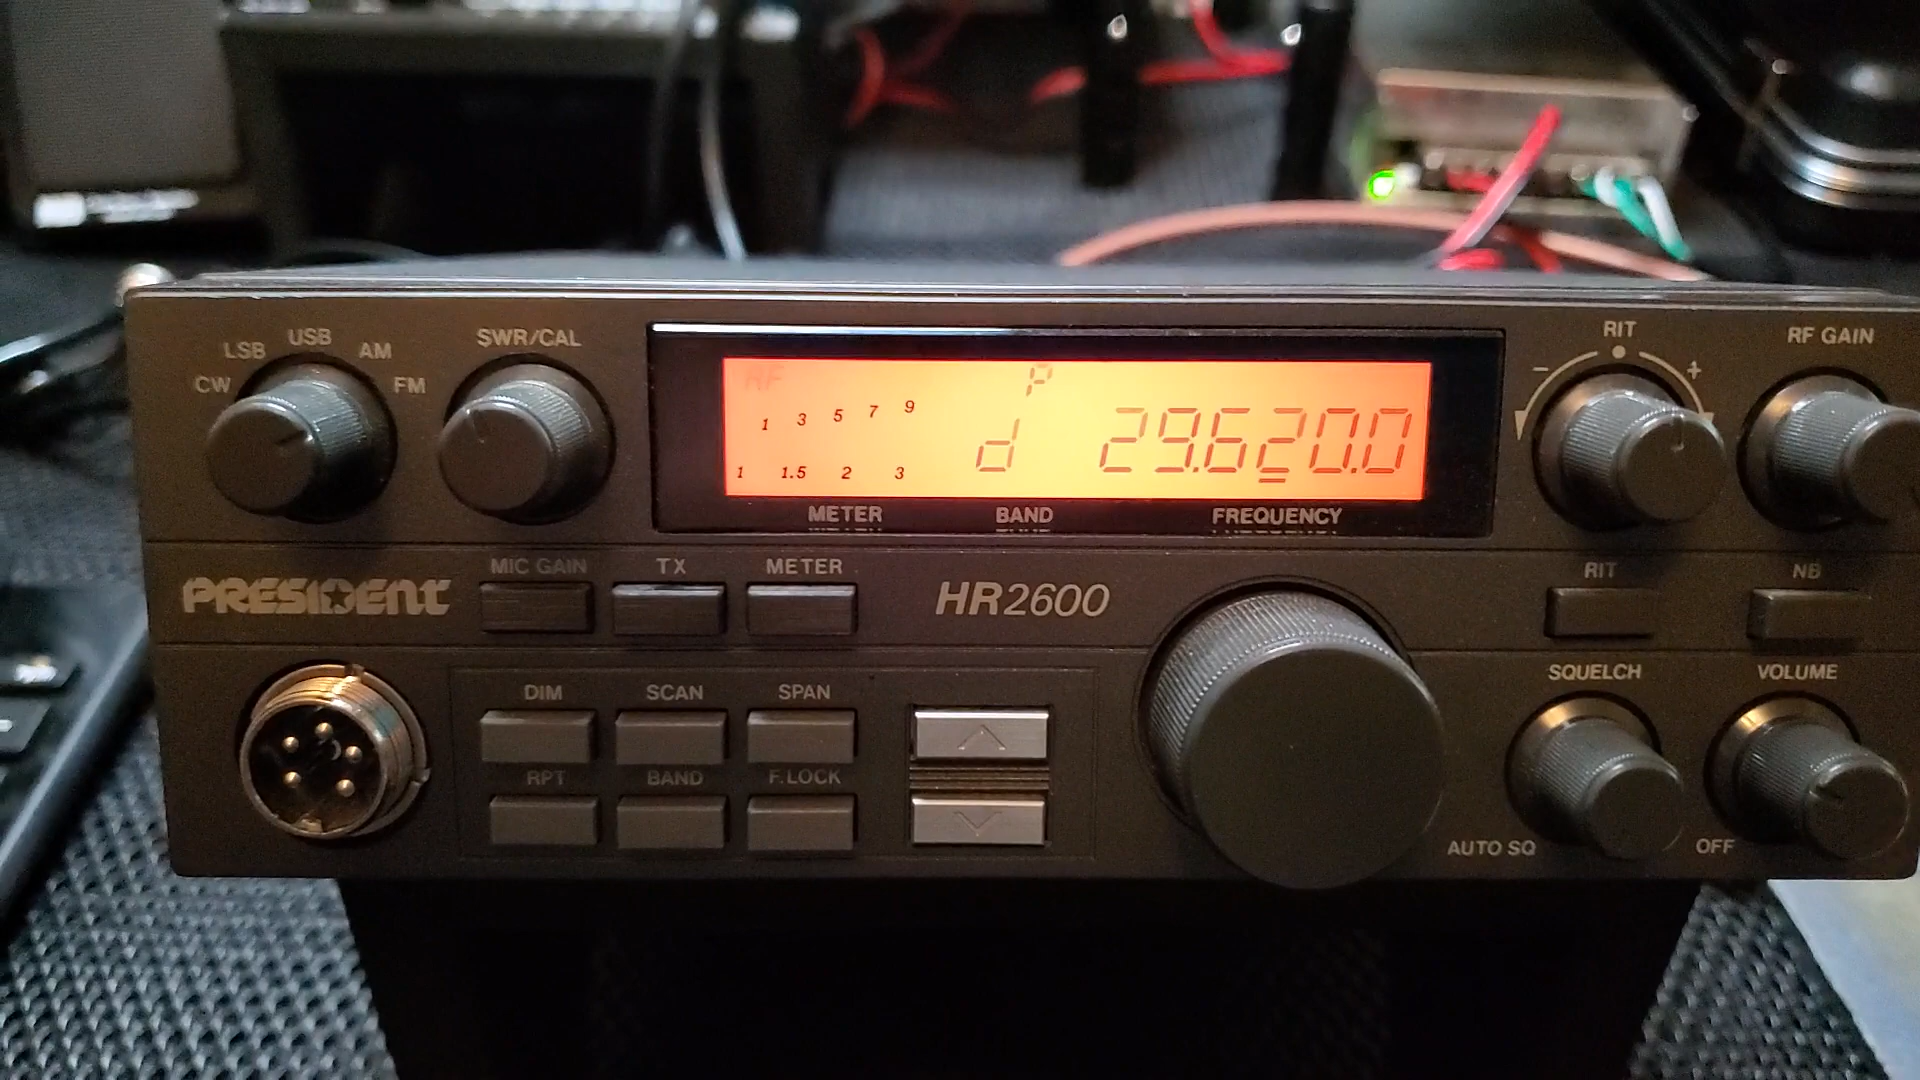 USB
LSB AM
CW FM
SWR/CAL
RF
P
1 3 5 7 9
d 29.620.0
1 1.5 2 3
METER BAND FREQUENCY
RIT
- +
RF GAIN
PRESIDENT
MIC GAIN TX METER
HR2600
RIT NB
DIM SCAN SPAN
RPT BAND F.LOCK
SQUELCH VOLUME
AUTO SQ OFF